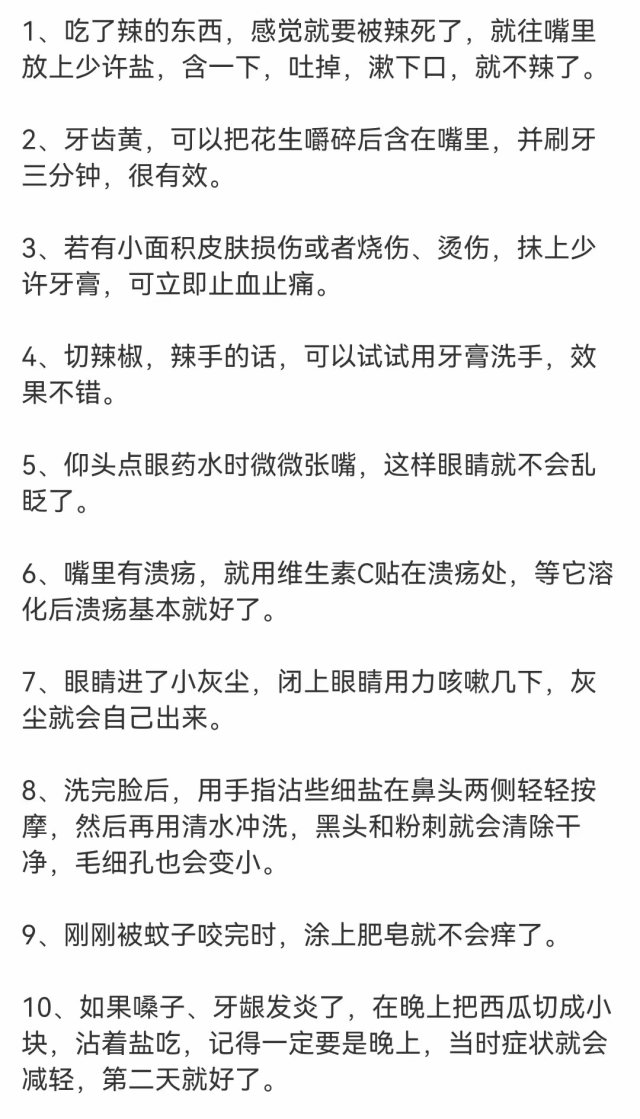 1、吃了辣的东西，感觉就要被辣死了，就往嘴里
放上少许盐，含一下，吐掉，漱下口，就不辣了。
2、牙齿黄，可以把花生嚼碎后含在嘴里，并刷牙
三分钟，很有效。
3、若有小面积皮肤损伤或者烧伤、烫伤，抹上少
许牙膏，可立即止血止痛。
4、切辣椒，辣手的话，可以试试用牙膏洗手，效
果不错。
5、仰头点眼药水时微微张嘴，这样眼睛就不会乱
眨了。
6、嘴里有溃疡，就用维生素C贴在溃疡处，等它溶
化后溃疡基本就好了。
7、眼睛进了小灰尘，闭上眼睛用力咳嗽几下，灰
尘就会自己出来。
8、洗完脸后，用手指沾些细盐在鼻头两侧轻轻按
摩，然后再用清水冲洗，黑头和粉刺就会清除干
净，毛细孔也会变小。
9、刚刚被蚊子咬完时，涂上肥皂就不会痒了。
10、如果嗓子、牙龈发炎了，在晚上把西瓜切成小
块，沾着盐吃，记得一定要是晚上，当时症状就会
减轻，第二天就好了。